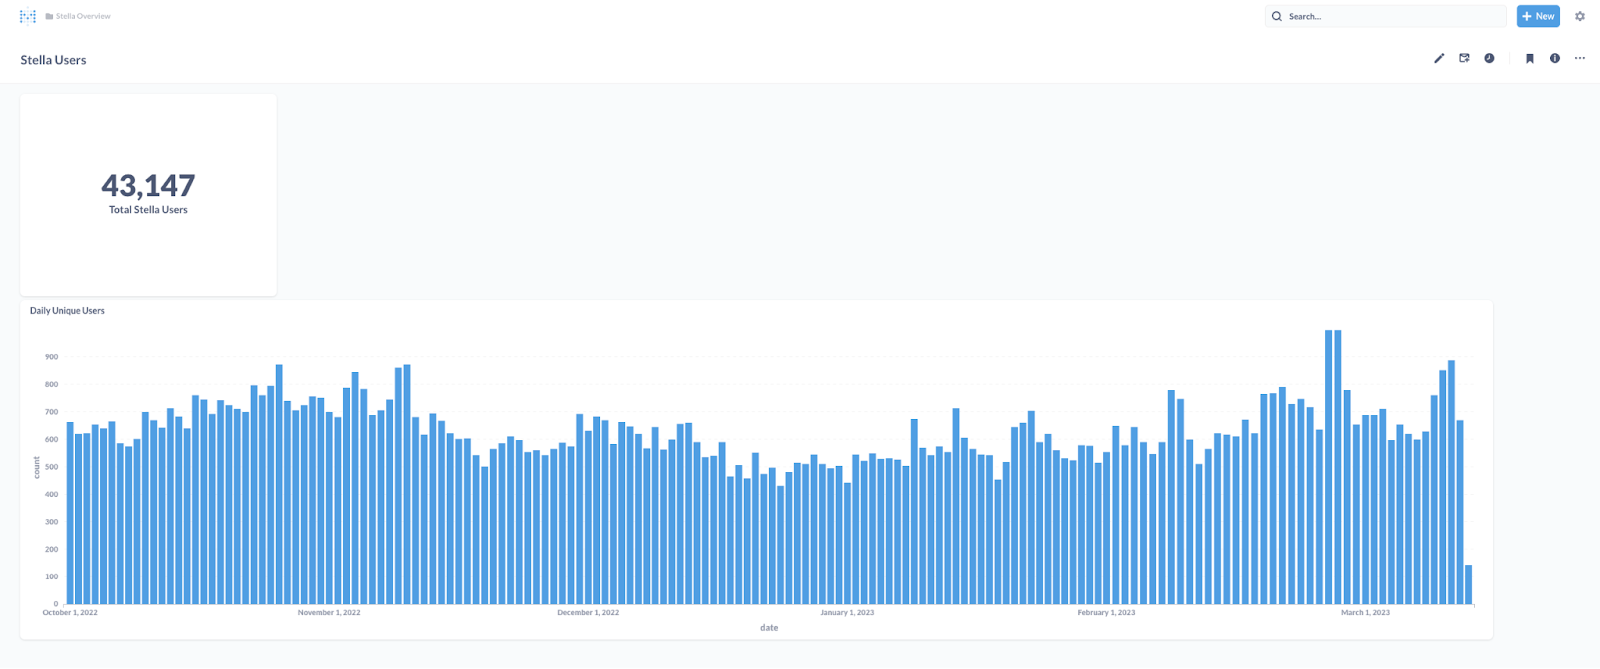 Stella Overview
Search...
New
Stella Users
43,147
Total Stella Users
Daily Unique Users
900
800
700
600
500
400
300
200
100
0
count
October 1, 2022
November 1, 2022
December 1, 2022
January 1, 2023
February 1, 2023
March 1, 2023
date